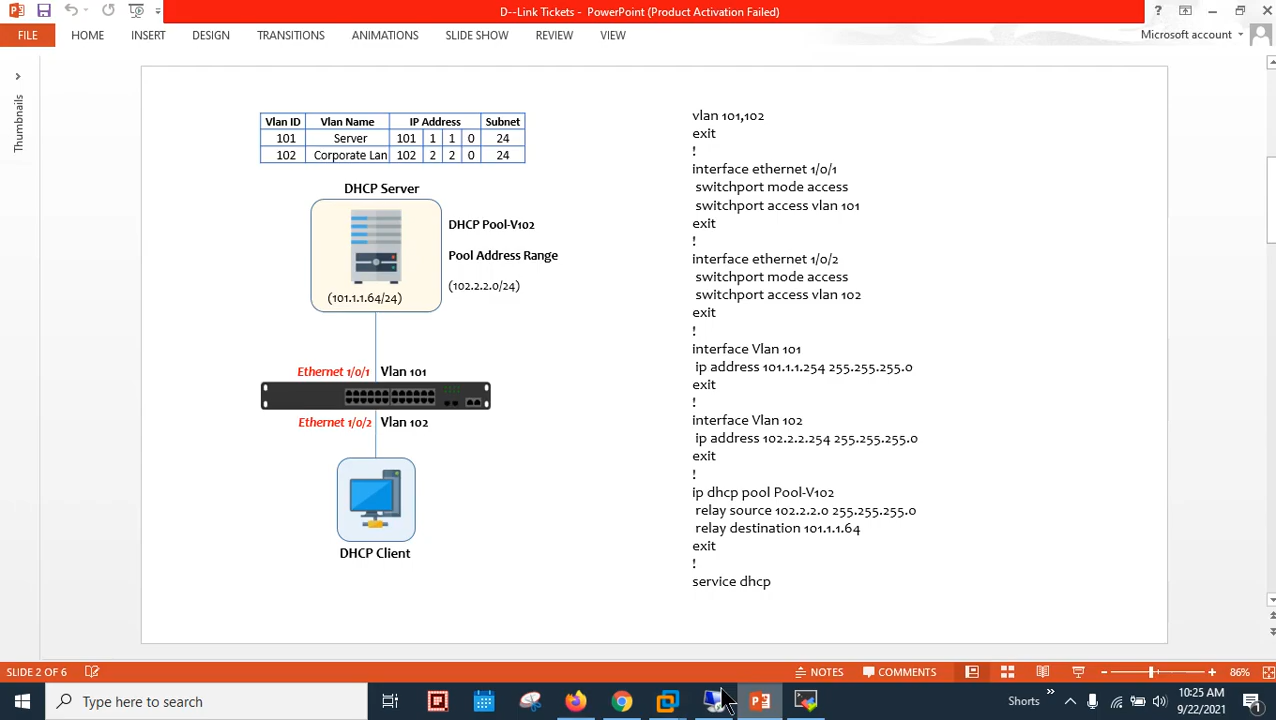 D--Link Tickets - PowerPoint (Product Activation Failed)
?
FILE HOME INSERT DESIGN TRANSITIONS ANIMATIONS SLIDE SHOW REVIEW VIEW
Microsoft account
Thumbnails
Vlan ID Vlan Name IP Address Subnet
101 Server 101 1 1 0 24
102 Corporate Lan 102 2 2 0 24
DHCP Server
(101.1.1.64/24)
DHCP Pool-V102
Pool Address Range
(102.2.2.0/24)
Ethernet 1/0/1 Vlan 101
Ethernet 1/0/2 Vlan 102
DHCP Client
vlan 101,102
exit
!
interface ethernet 1/0/1
switchport mode access
switchport access vlan 101
exit
!
interface ethernet 1/0/2
switchport mode access
switchport access vlan 102
exit
!
interface Vlan 101
ip address 101.1.1.254 255.255.255.0
exit
!
interface Vlan 102
ip address 102.2.2.254 255.255.255.0
exit
!
ip dhcp pool Pool-V102
relay source 102.2.2.0 255.255.255.0
relay destination 101.1.1.64
exit
!
service dhcp
SLIDE 2 OF 6
NOTES COMMENTS
86%
Type here to search
Shorts
10:25 AM
9/22/2021
1